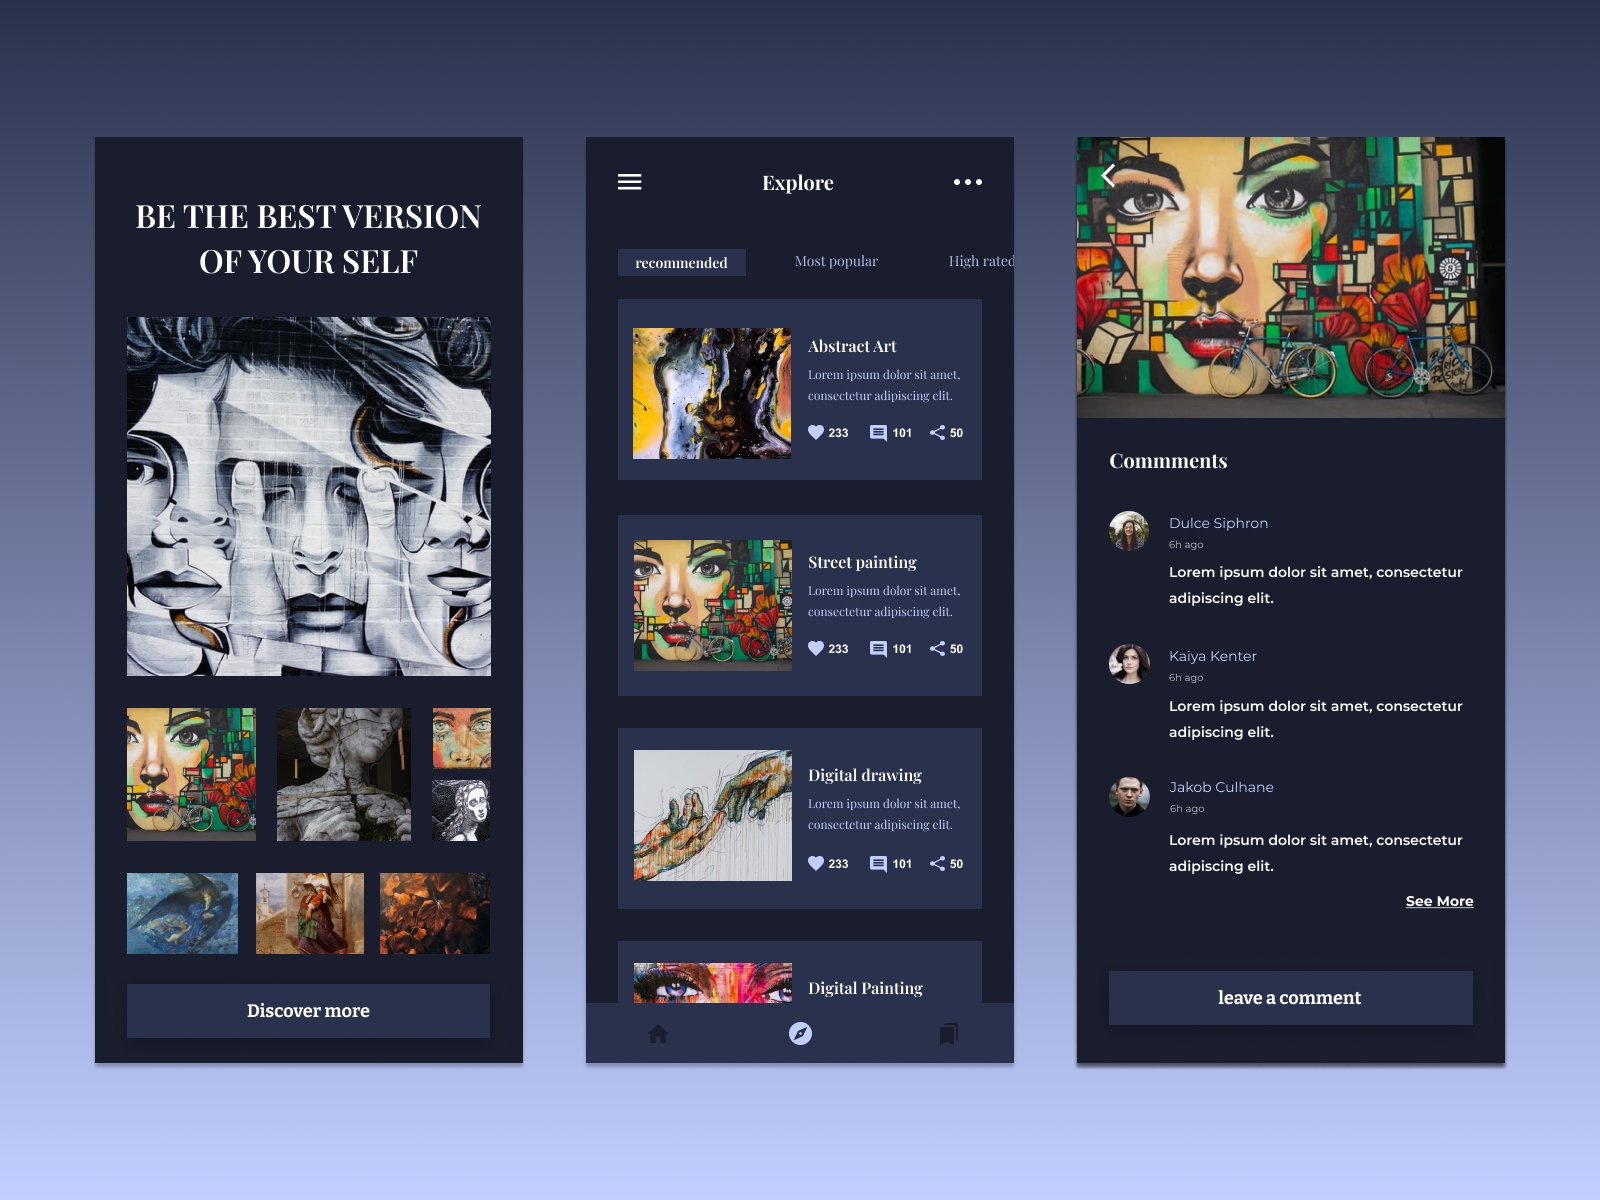 BE THE BEST VERSION
OF YOUR SELF
Discover more
Explore
recommended
Most popular
High rated
Abstract Art
Lorem ipsum dolor sit amet,
consectetur adipiscing elit.
233
101
50
Street painting
Lorem ipsum dolor sit amet,
consectetur adipiscing elit.
233
101
50
Digital drawing
Lorem ipsum dolor sit amet,
consectetur adipiscing elit.
233
101
50
Digital Painting
Commments
Dulce Siphron
6h ago
Lorem ipsum dolor sit amet, consectetur
adipiscing elit.
Kaiya Kenter
6h ago
Lorem ipsum dolor sit amet, consectetur
adipiscing elit.
Jakob Culhane
6h ago
Lorem ipsum dolor sit amet, consectetur
adipiscing elit.
See More
leave a comment